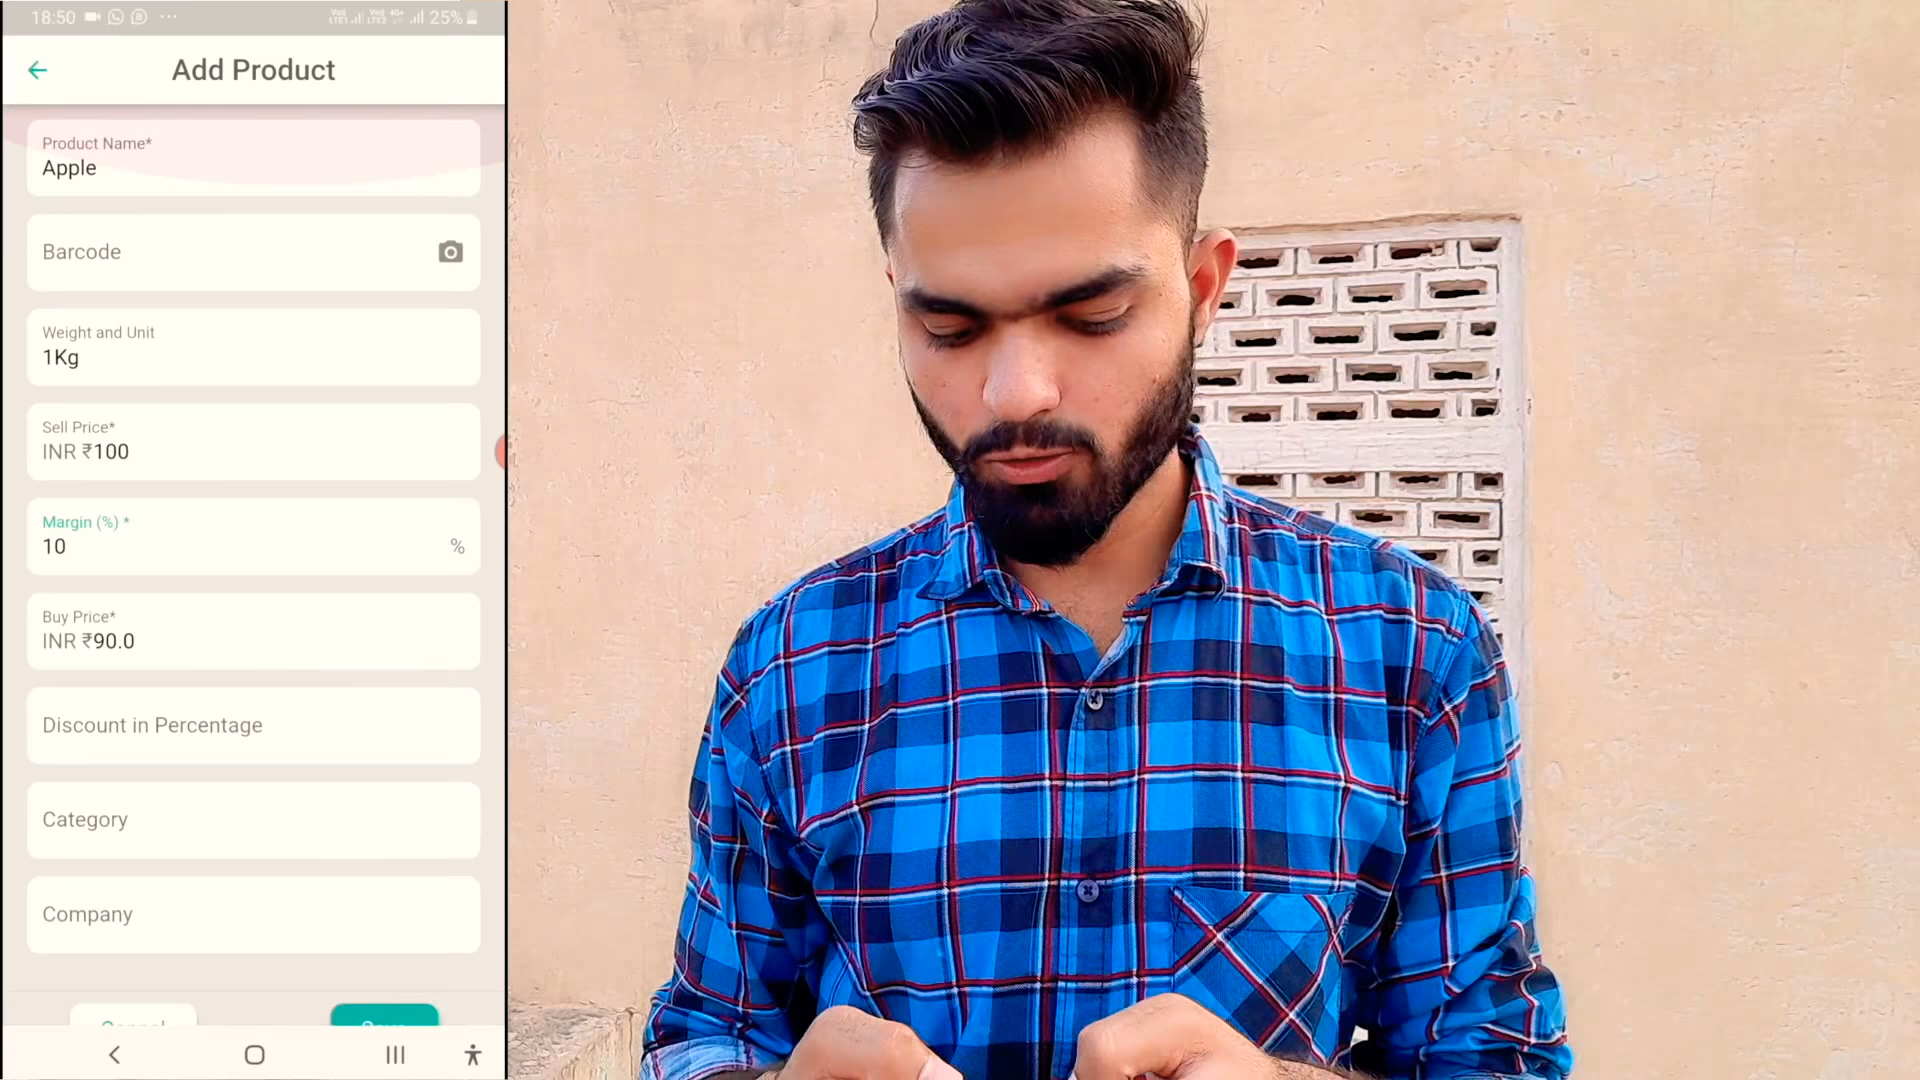 18:50
25%
Add Product
Product Name*
Apple
Barcode
Weight and Unit
1Kg
Sell Price*
INR ₹100
Margin (%) *
10 %
Buy Price*
INR ₹90.0
Discount in Percentage
Category
Company